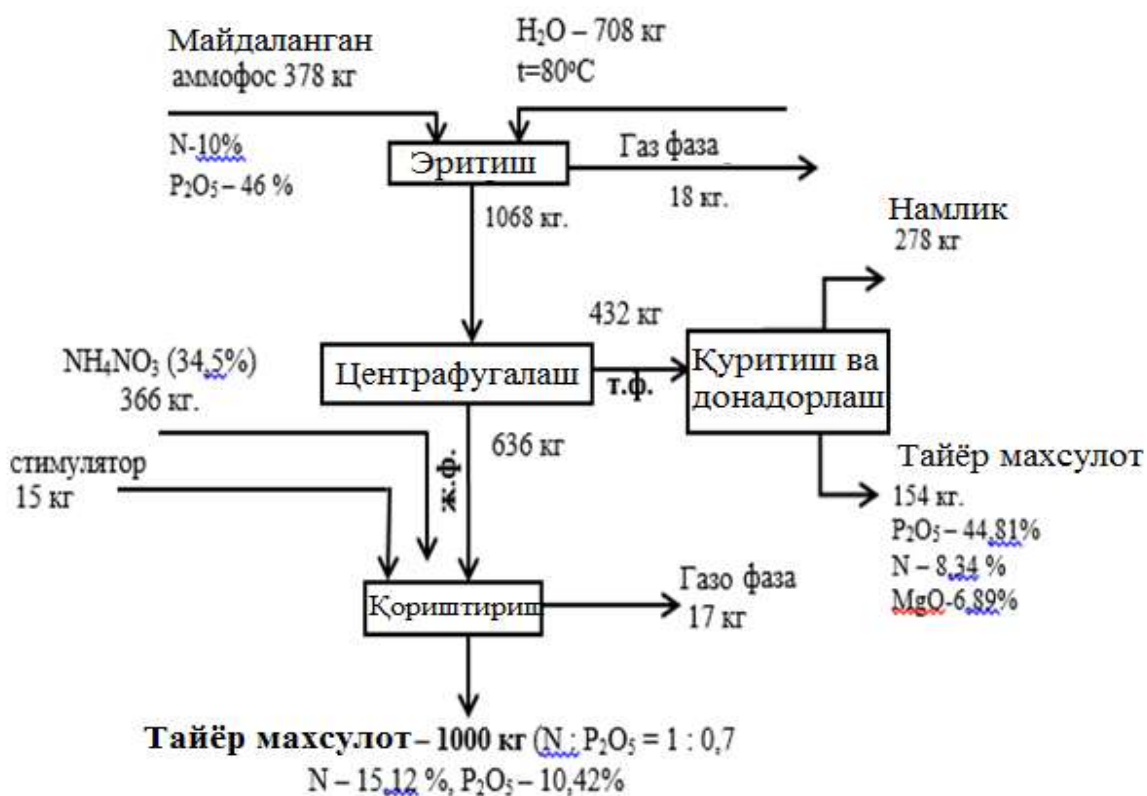 Майдаланган
аммофос 378 кг
H₂O – 708 кг
t=80⁰C
N-10%
P₂O₅ – 46 %
Эритиш
Газ фаза
18 кг.
1068 кг.
Намлик
278 кг
432 кг
NH₄NO₃ (34,5%)
366 кг.
Центрафугалаш
т.ф.
Қуритиш ва
донадорлаш
636 кг
ж.ф.
стимулятор
15 кг
Тайёр махсулот
154 кг.
P₂O₅ – 44,81%
N – 8,34 %
MgO-6,89%
Қориштириш
Газо фаза
17 кг
Тайёр махсулот – 1000 кг (N : P₂O₅ = 1 : 0,7
N – 15,12 %, P₂O₅ – 10,42%